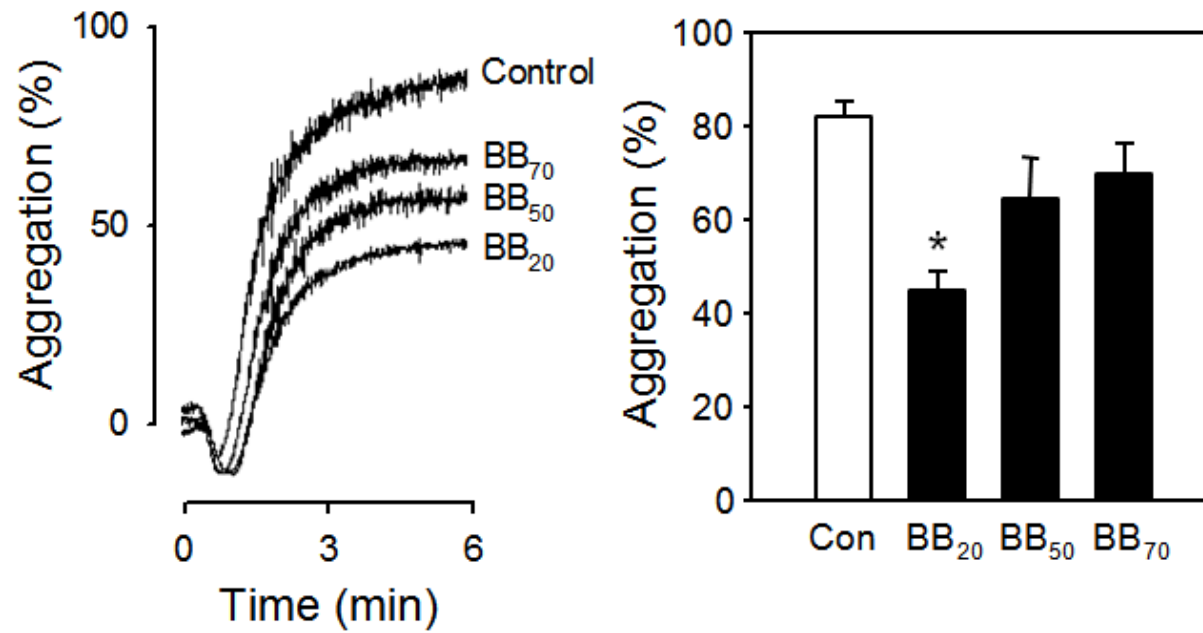 100
50
0
Aggregation (%)
Control
BB₇₀
BB₅₀
BB₂₀
0 3 6
Time (min)
100
80
60
40
20
0
Aggregation (%)
*
Con BB₂₀ BB₅₀ BB₇₀